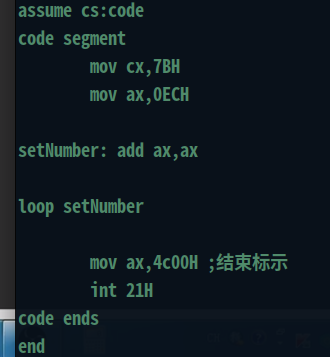 assume cs:code
code segment
mov cx,7BH
mov ax,0ECH
setNumber: add ax,ax
loop setNumber
mov ax,4c00H ;结束标示
int 21H
code ends
end